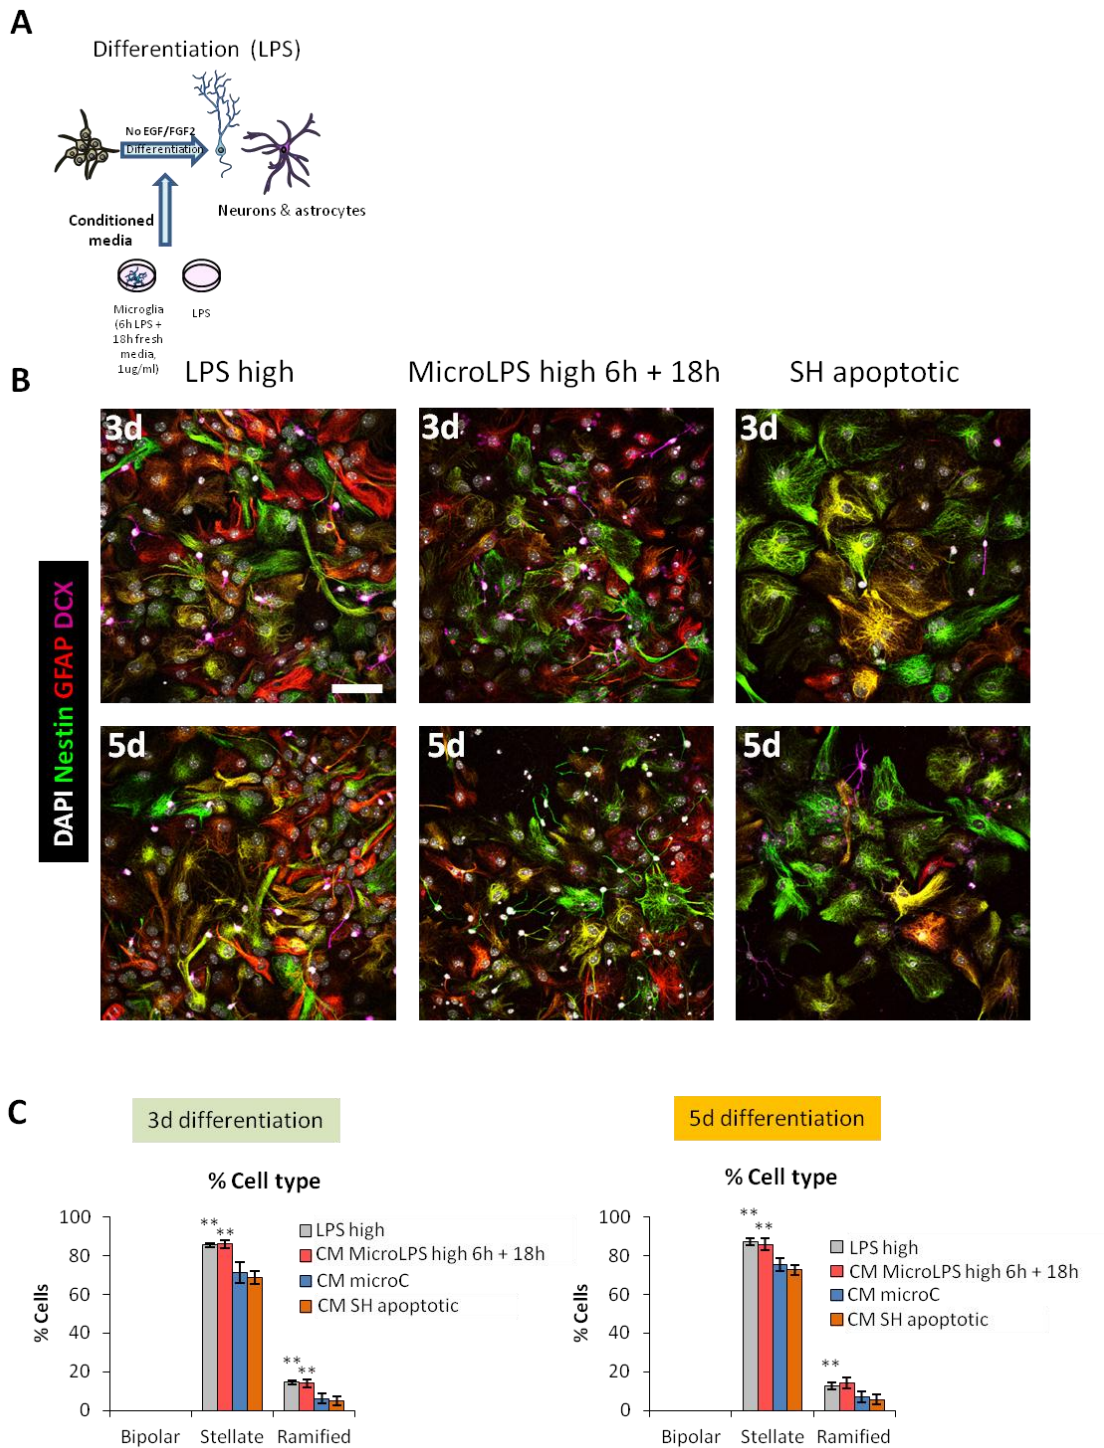 A
Differentiation (LPS)
No EGF/FGF2
Differentiation
Neurons & astrocytes
Conditioned
media
Microglia
(6h LPS +
18h fresh
media,
1ug/ml)
LPS
B
LPS high
MicroLPS high 6h + 18h
SH apoptotic
3d
3d
3d
5d
5d
5d
DAPI Nestin GFAP DCX
C
3d differentiation
% Cell type
**
**
100
80
60
40
20
0
% Cells
LPS high
CM MicroLPS high 6h + 18h
CM microC
CM SH apoptotic
**
**
Bipolar
Stellate
Ramified
5d differentiation
% Cell type
**
**
100
80
60
40
20
0
% Cells
LPS high
CM MicroLPS high 6h + 18h
CM microC
CM SH apoptotic
**
Bipolar
Stellate
Ramified